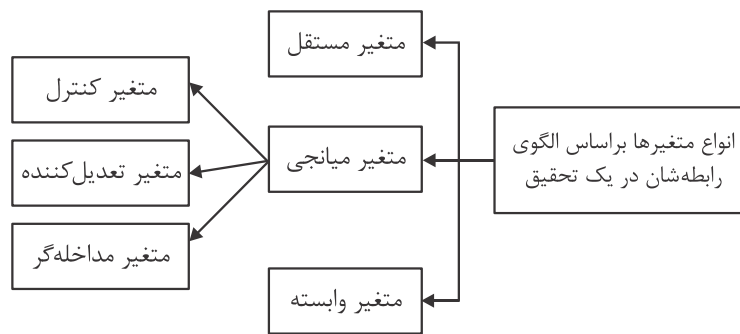 انواع متغیرها براساس الگوی
رابطه‌شان در یک تحقیق
متغیر مستقل
متغیر میانجی
متغیر وابسته
متغیر کنترل
متغیر تعدیل‌کننده
متغیر مداخله‌گر